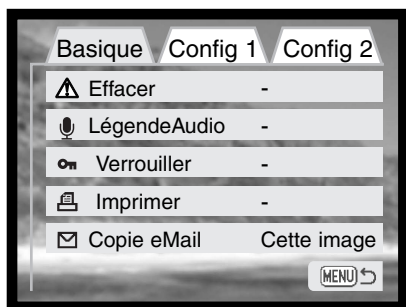 Basique Config 1 Config 2
Effacer -
LégendeAudio -
Verrouiller -
Imprimer -
Copie eMail Cette image
MENU